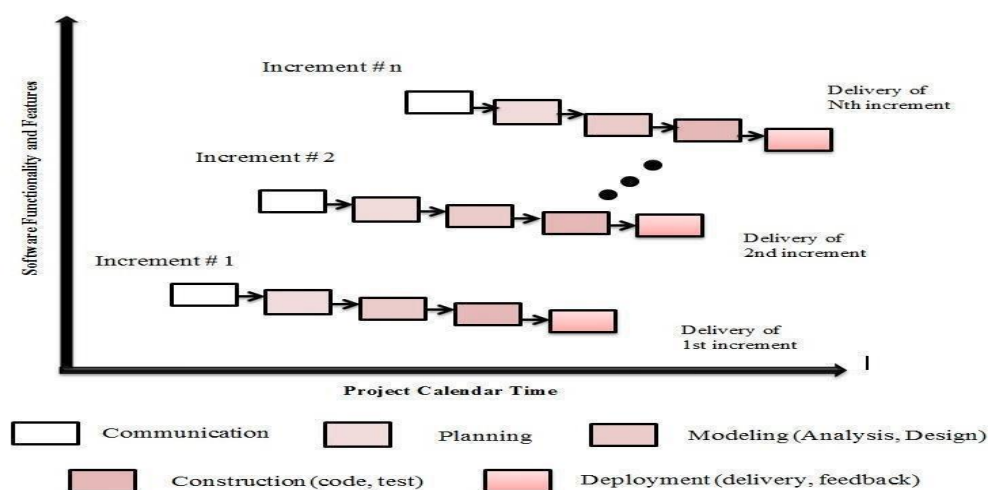 Increment # n
Delivery of
Nth increment
Increment # 2
Delivery of
2nd increment
Increment # 1
Delivery of
1st increment
Software Functionality and Features
Project Calendar Time
Communication
Planning
Modeling (Analysis, Design)
Construction (code, test)
Deployment (delivery, feedback)